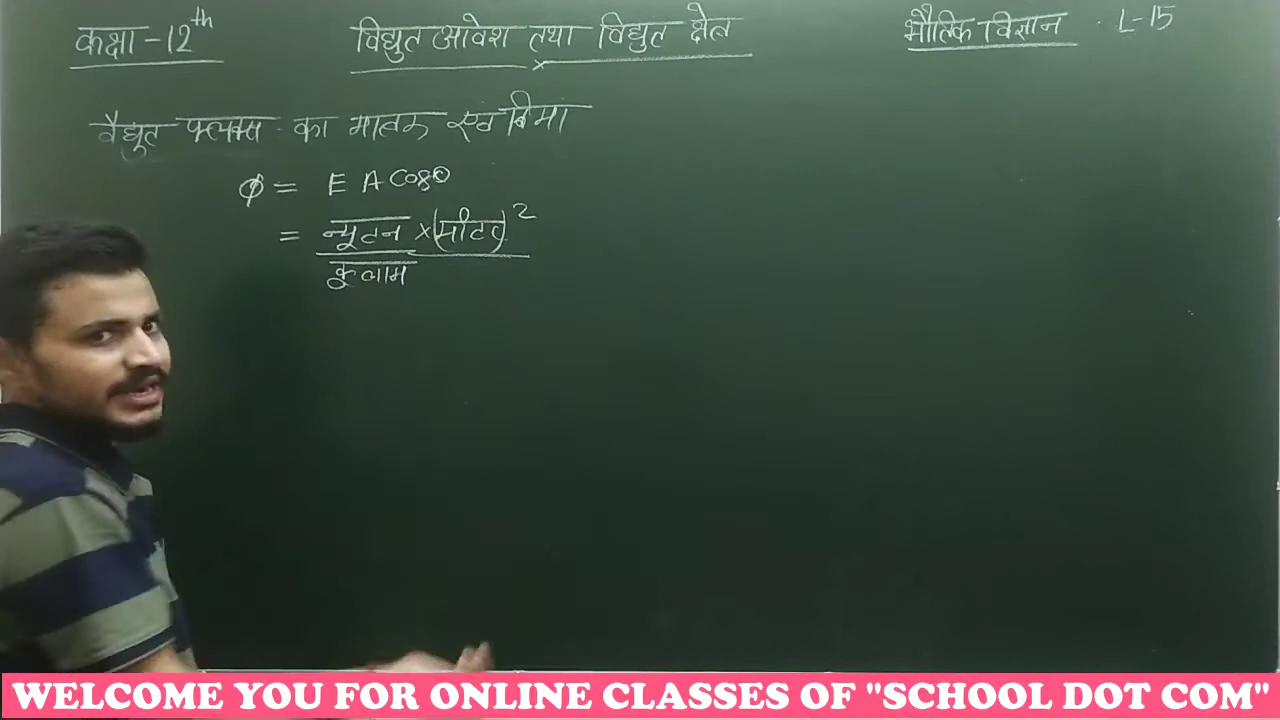 कक्षा - 12th
विद्युत आवेश तथा विद्युत क्षेत्र
भौतिक विज्ञान . L-15
वैद्युत फ्लक्स का मात्रक एवं विमा
φ = E A Cosθ
= न्यूटन × (मीटर)²
कूलाम
WELCOME YOU FOR ONLINE CLASSES OF "SCHOOL DOT COM"